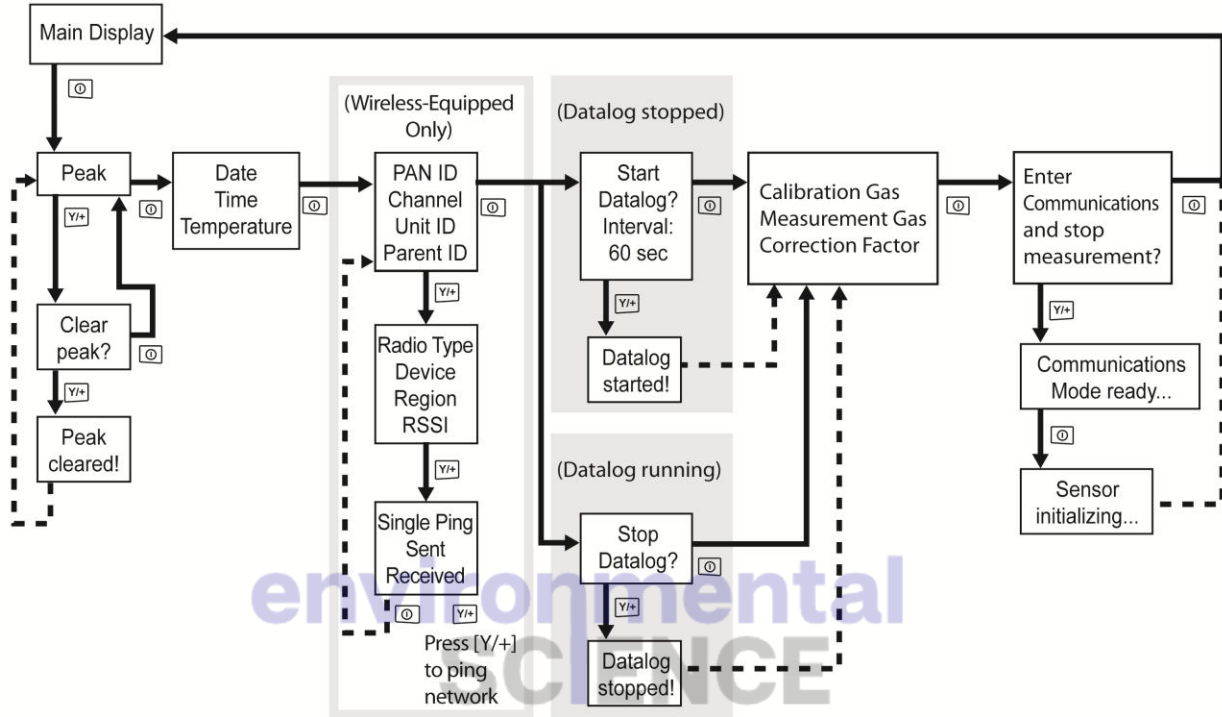 Main Display
(Wireless-Equipped
Only)
(Datalog stopped)
Peak
Y/+
Date
Time
Temperature
PAN ID
Channel
Unit ID
Parent ID
Y/+
Start
Datalog?
Interval:
60 sec
Y/+
Calibration Gas
Measurement Gas
Correction Factor
Enter
Communications
and stop
measurement?
Y/+
Clear
peak?
Y/+
Radio Type
Device
Region
RSSI
Y/+
Datalog
started!
Communications
Mode ready...
Peak
cleared!
(Datalog running)
Sensor
initializing...
Single Ping
Sent
Received
Y/+
Press [Y/+]
to ping
network
Stop
Datalog?
Y/+
Datalog
stopped!
environmental
SCIENCE